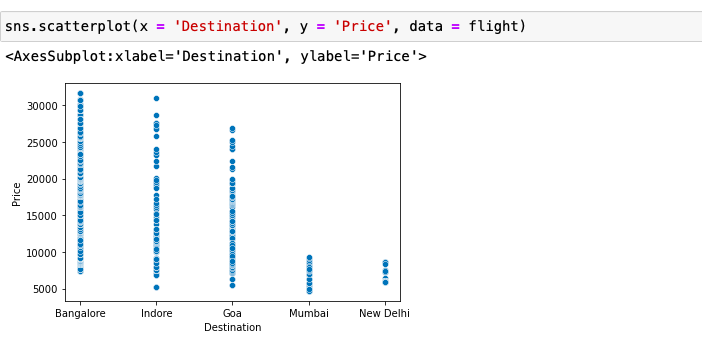 sns.scatterplot(x = 'Destination', y = 'Price', data = flight)
<AxesSubplot:xlabel='Destination', ylabel='Price'>
30000
25000
20000
15000
10000
5000
Price
Bangalore Indore Goa Mumbai New Delhi
Destination